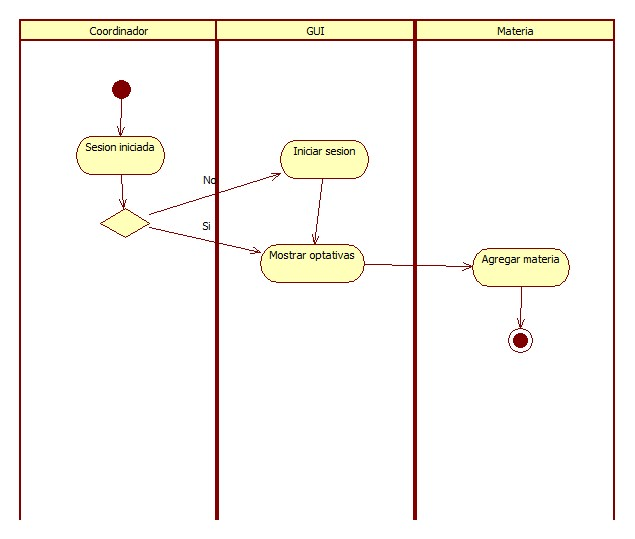 Coordinador
GUI
Materia
Sesion iniciada
Iniciar sesion
No
Si
Mostrar optativas
Agregar materia